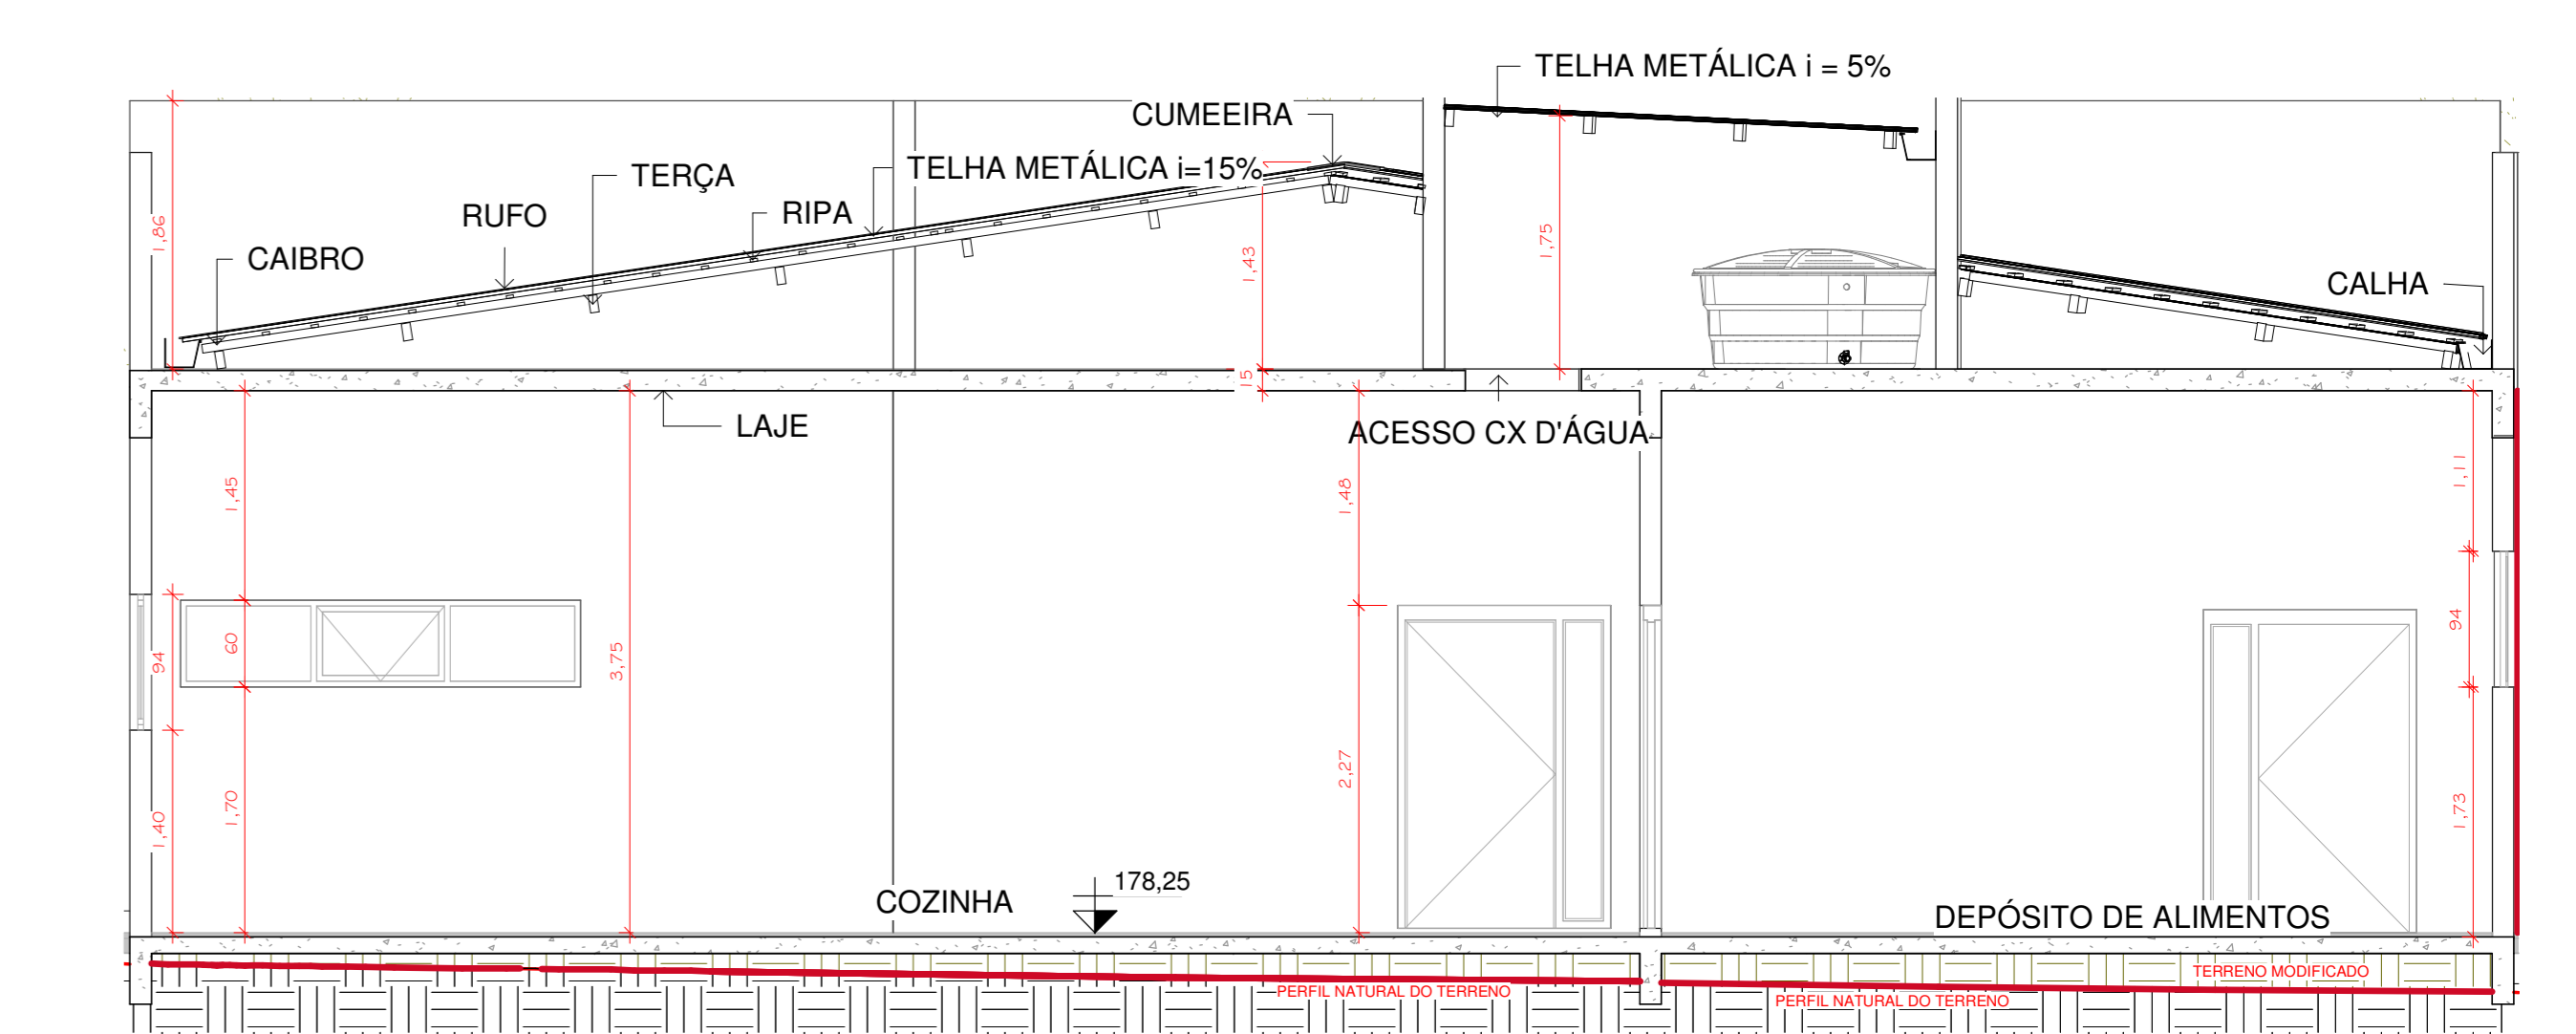 TELHA METÁLICA i = 5%
CUMEEIRA
TELHA METÁLICA i=15%
TERÇA
RIPA
RUFO
CAIBRO
CALHA
1,86
1,43
1,75
15
LAJE
ACESSO CX D'ÁGUA
1,45
1,48
1,11
94
60
3,75
94
1,40
1,70
2,27
1,73
178,25
COZINHA
DEPÓSITO DE ALIMENTOS
TERRENO MODIFICADO
PERFIL NATURAL DO TERRENO
PERFIL NATURAL DO TERRENO